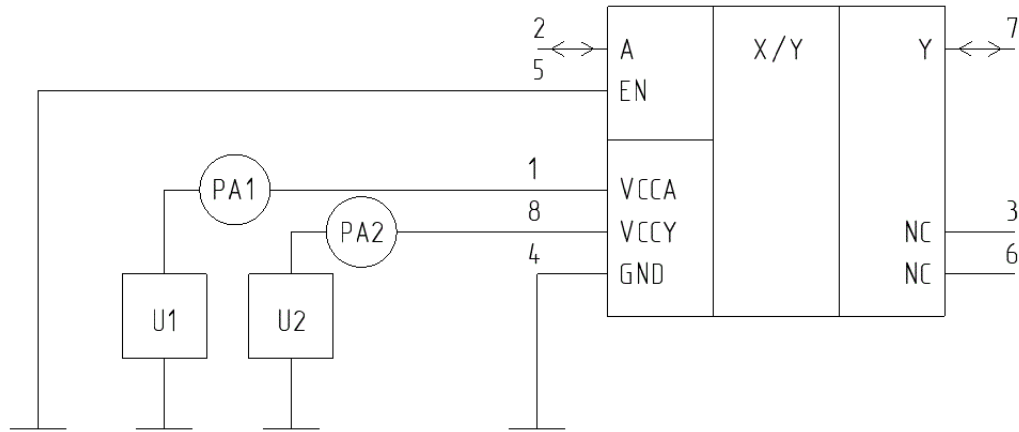 2 A X/Y Y 7
5 EN
PA1 1 VCCA
PA2 8 VCCY NC 3
4 GND NC 6
U1 U2